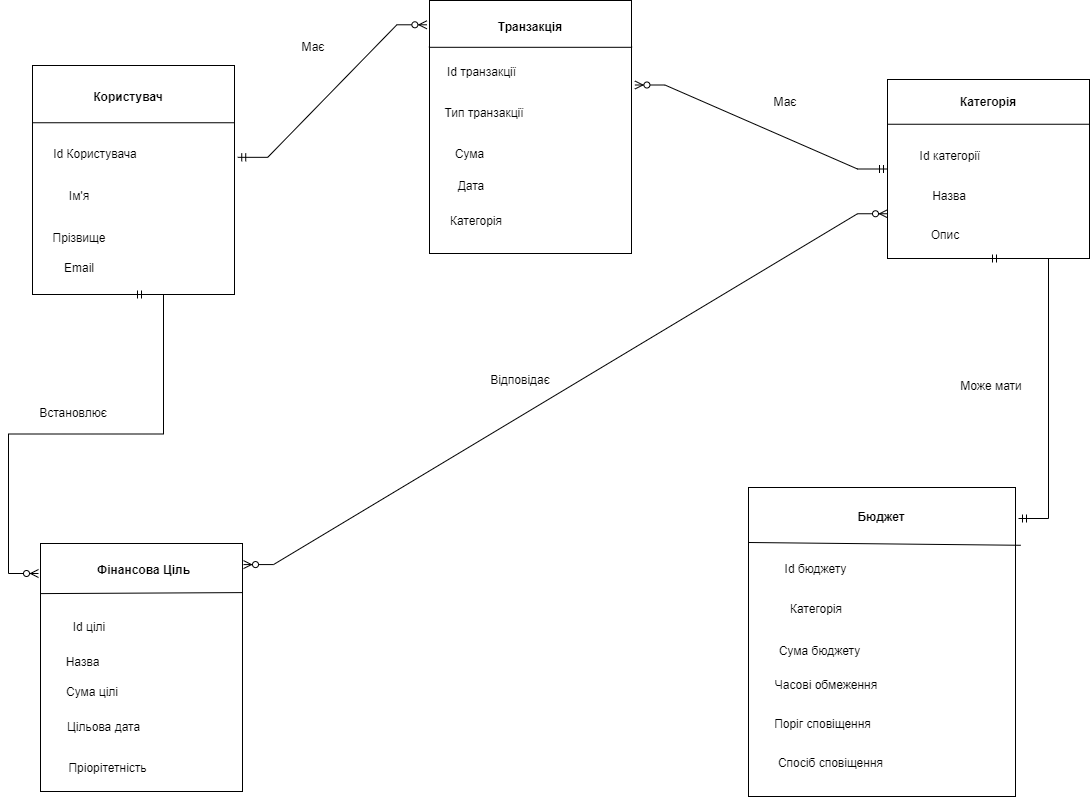 Транзакція
Id транзакції
Тип транзакції
Сума
Дата
Категорія
Має
Користувач
Id Користувача
Ім'я
Прізвище
Email
Має
Категорія
Id категорії
Назва
Опис
Відповідає
Може мати
Встановлює
Фінансова Ціль
Id цілі
Назва
Сума цілі
Цільова дата
Пріорітетність
Бюджет
Id бюджету
Категорія
Сума бюджету
Часові обмеження
Поріг сповіщення
Спосіб сповіщення